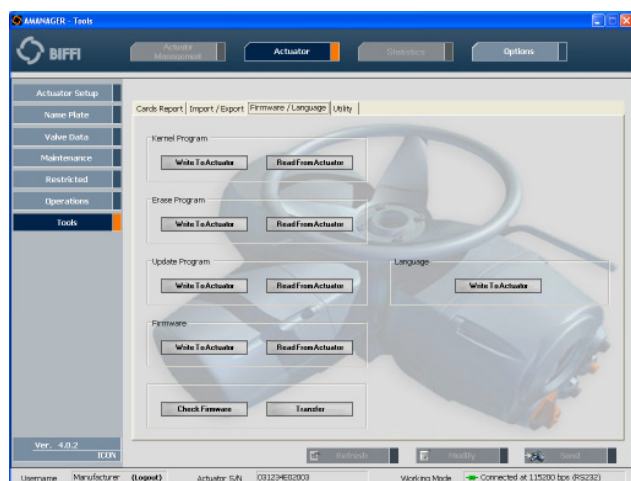 AMANAGER - Tools
BIFFI
Actuator Management
Actuator
Statistics
Options
Actuator Setup
Name Plate
Valve Data
Maintenance
Restricted
Operations
Tools
Cards Report
Import / Export
Firmware / Language
Utility
Kernel Program
Write To Actuator
Read From Actuator
Erase Program
Write To Actuator
Read From Actuator
Update Program
Write To Actuator
Read From Actuator
Language
Write To Actuator
Firmware
Write To Actuator
Read From Actuator
Check Firmware
Transfer
Ver. 4.0.2
ICON
Refresh
Modify
Send
Username Manufacturer (Logout) Actuator S/N 031234E02003 Working Mode Connected at 115200 bps (RS232)